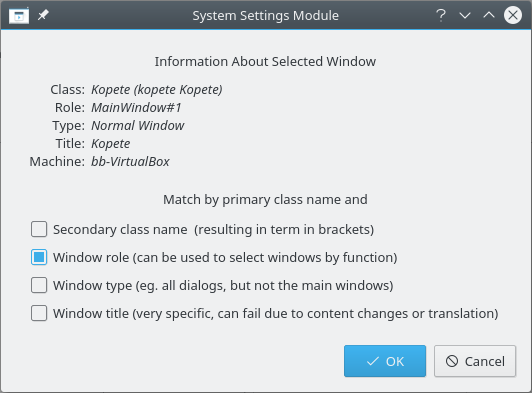 System Settings Module
Information About Selected Window
Class: Kopete (kopete Kopete)
Role: MainWindow#1
Type: Normal Window
Title: Kopete
Machine: bb-VirtualBox
Match by primary class name and
Secondary class name  (resulting in term in brackets)
Window role (can be used to select windows by function)
Window type (eg. all dialogs, but not the main windows)
Window title (very specific, can fail due to content changes or translation)
OK Cancel